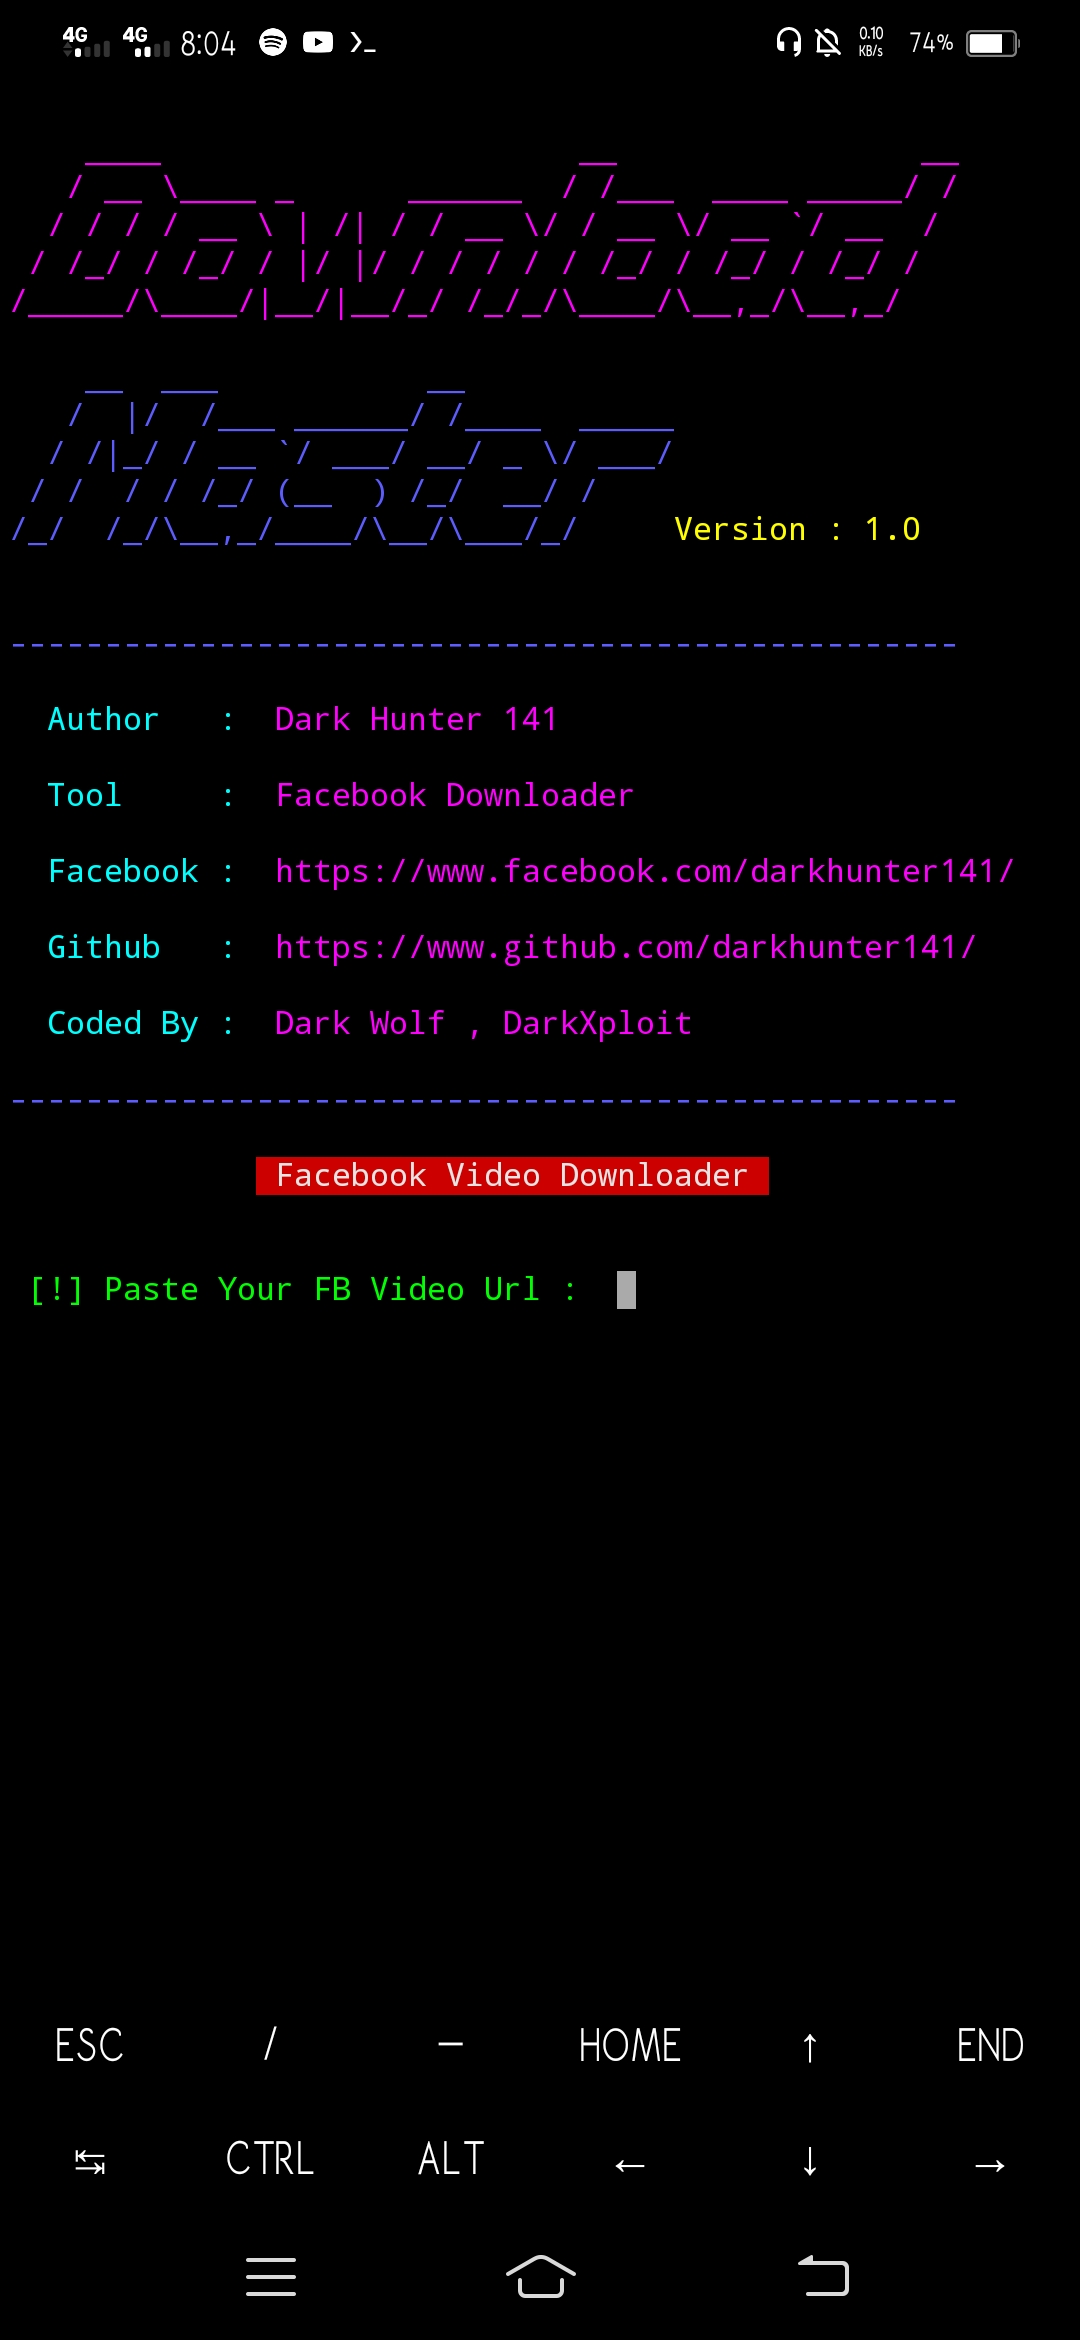 4G 4G 8:04 0.10 KB/s 74%
Download
Master
Version : 1.0
--------------------------------------------------
Author : Dark Hunter 141
Tool : Facebook Downloader
Facebook : https://www.facebook.com/darkhunter141/
Github : https://www.github.com/darkhunter141/
Coded By : Dark Wolf , DarkXploit
--------------------------------------------------
Facebook Video Downloader
[!] Paste Your FB Video Url :
ESC / — HOME ↑ END
↹ CTRL ALT ← ↓ →